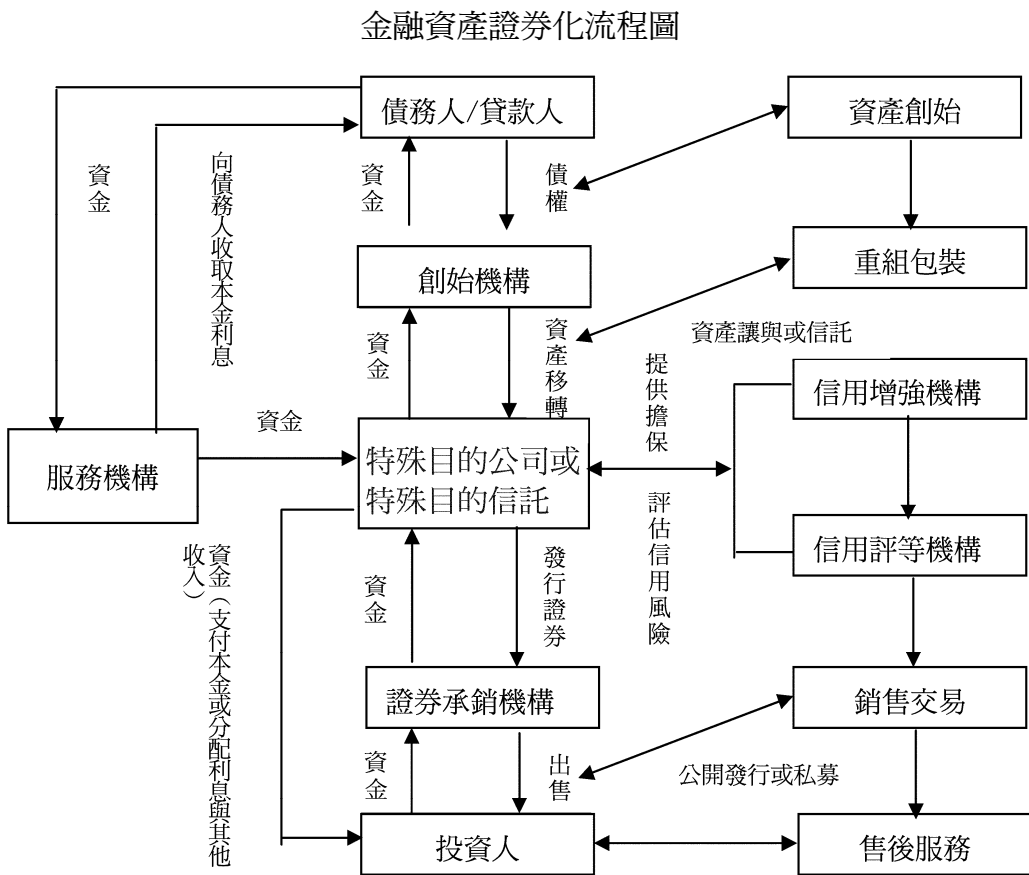 金融資產證券化流程圖
債務人/貸款人
資產創始
資金
向債務人收取本金利息
資金
債權
重組包裝
創始機構
資金
資產移轉
資產讓與或信託
提供擔保
信用增強機構
資金
服務機構
特殊目的公司或
特殊目的信託
評估信用風險
信用評等機構
資金（支付本金或分配利息與其他
收入）
資金
發行證券
證券承銷機構
銷售交易
資金
出售
公開發行或私募
投資人
售後服務